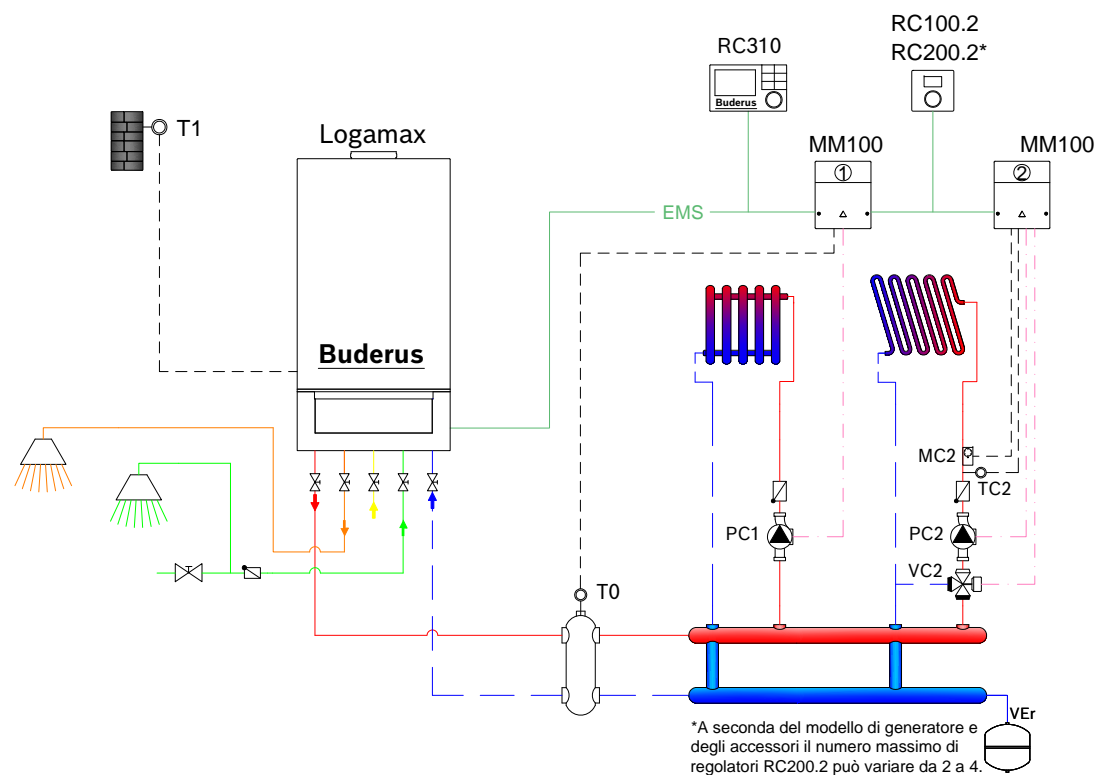 RC100.2
RC200.2*
RC310
Buderus
T1
Logamax
MM100
MM100
1
2
EMS
Buderus
MC2
TC2
PC1
PC2
VC2
T0
VEr
*A seconda del modello di generatore e
degli accessori il numero massimo di
regolatori RC200.2 può variare da 2 a 4.